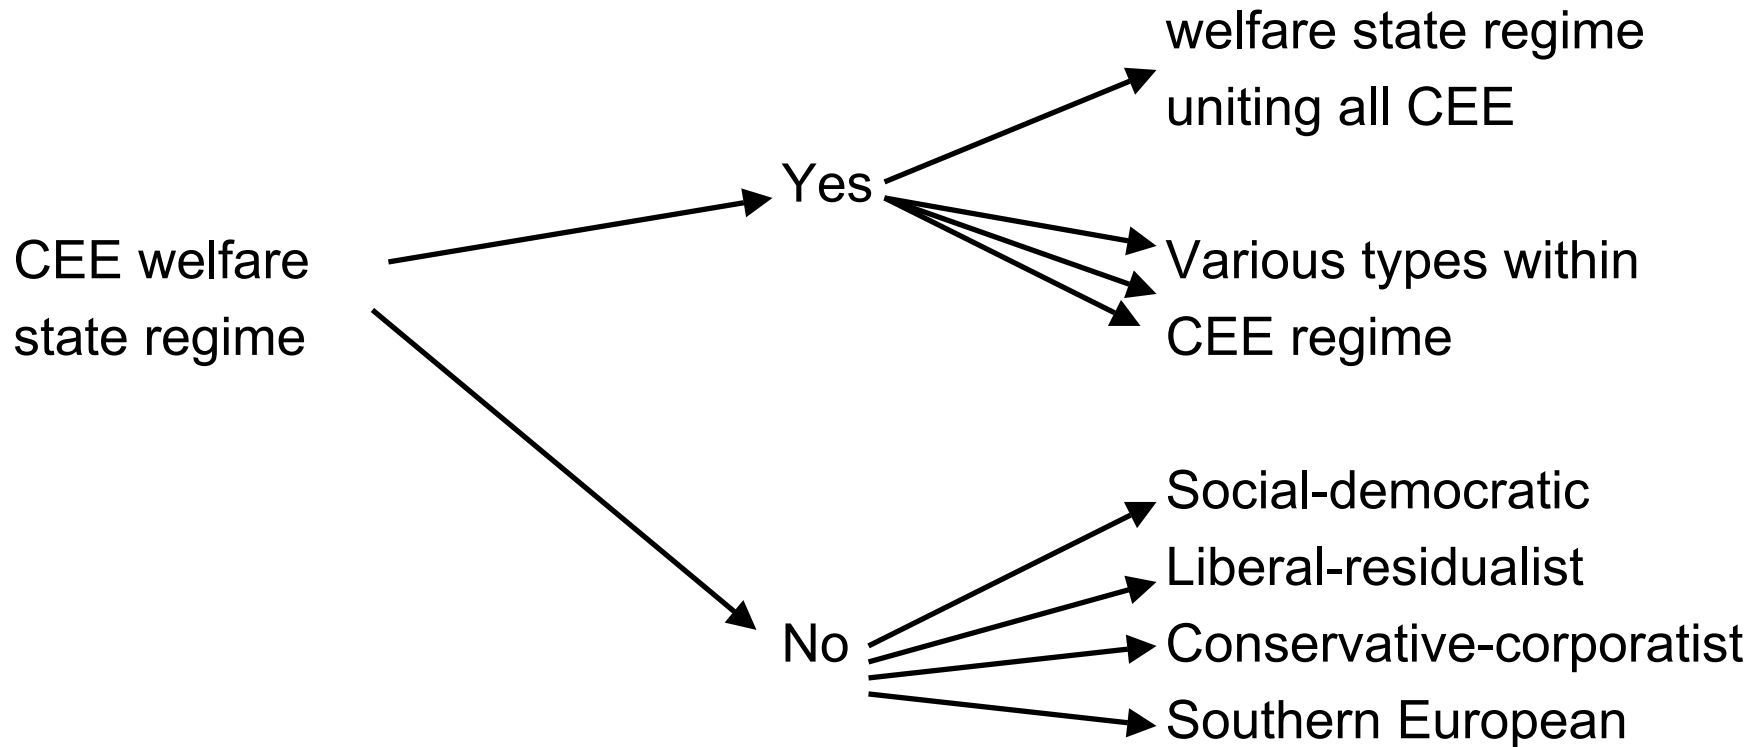 welfare state regime
uniting all CEE
Yes
CEE welfare
state regime
Various types within
CEE regime
Social-democratic
Liberal-residualist
No
Conservative-corporatist
Southern European